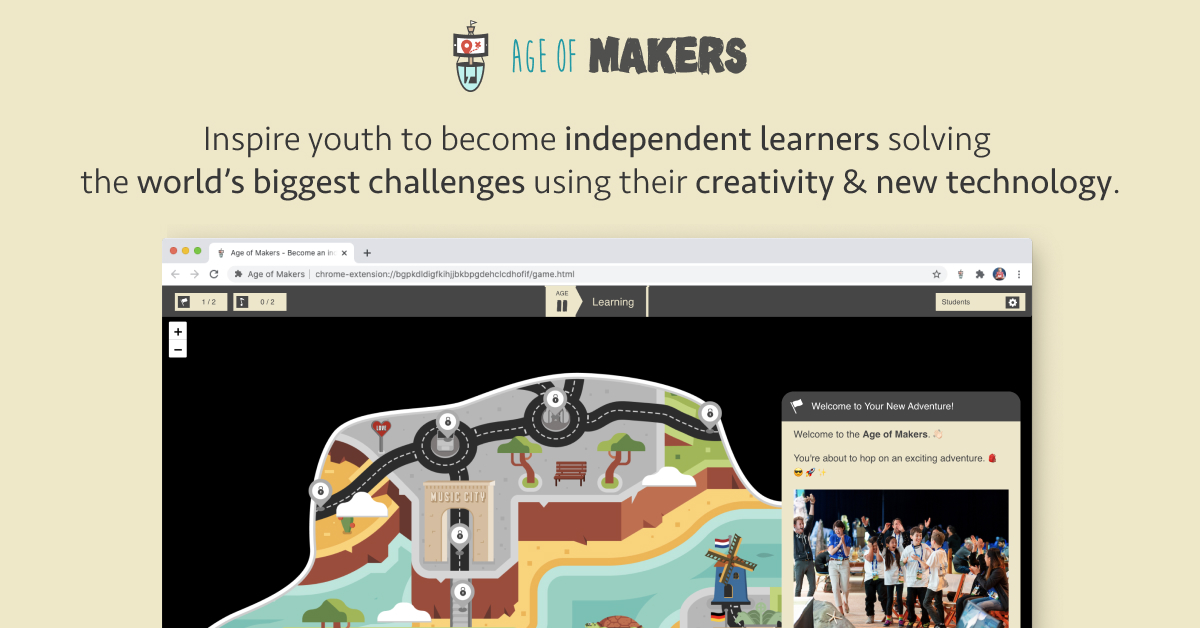 AGE OF MAKERS
Inspire youth to become independent learners solving
the world's biggest challenges using their creativity & new technology.
Age of Makers - Become an in
Age of Makers | chrome-extension://bgpkdldigfkihjjbkbpgdehclcdhofif/game.html
1 / 2
0 / 2
AGE
II
Learning
Students
+
−
Welcome to Your New Adventure!
Welcome to the Age of Makers. 👋🏻
You're about to hop on an exciting adventure. 🎒
😎 🚀 ✨
LOVE
MUSIC CITY